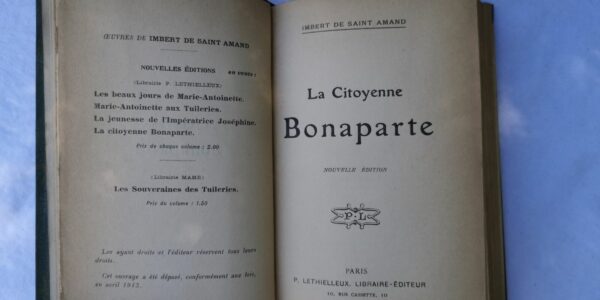 ŒUVRES DE IMBERT DE SAINT AMAND
NOUVELLES ÉDITIONS
EN VENTE :
(Librairie P. LETHIELLEUX)
Les beaux jours de Marie-Antoinette.
Marie-Antoinette aux Tuileries.
La jeunesse de l'Impératrice Joséphine.
La citoyenne Bonaparte.
Prix de chaque volume : 2.00
(Librairie MAME)
Les Souveraines des Tuileries.
Prix du volume : 1.50
Les ayant droits et l'éditeur réservent tous leurs
droits.
Cet ouvrage a été déposé, conformément aux lois,
en avril 1913.
IMBERT DE SAINT AMAND
La Citoyenne
Bonaparte
NOUVELLE ÉDITION
P.L
PARIS
P. LETHIELLEUX, LIBRAIRE-ÉDITEUR
10, RUE CASSETTE, 10